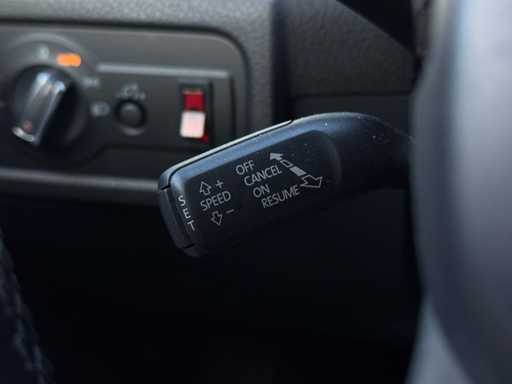 OFF
CANCEL
ON
RESUME
+
SPEED
−
SET